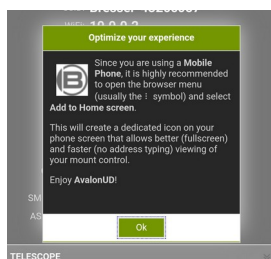 Optimize your experience
Since you are using a Mobile
Phone, it is highly recommended
to open the browser menu
(usually the ⋮ symbol) and select
Add to Home screen.
This will create a dedicated icon on your
phone screen that allows better (fullscreen)
and faster (no address typing) viewing of
your mount control.
Enjoy AvalonUD!
SM
AS
Ok
TELESCOPE